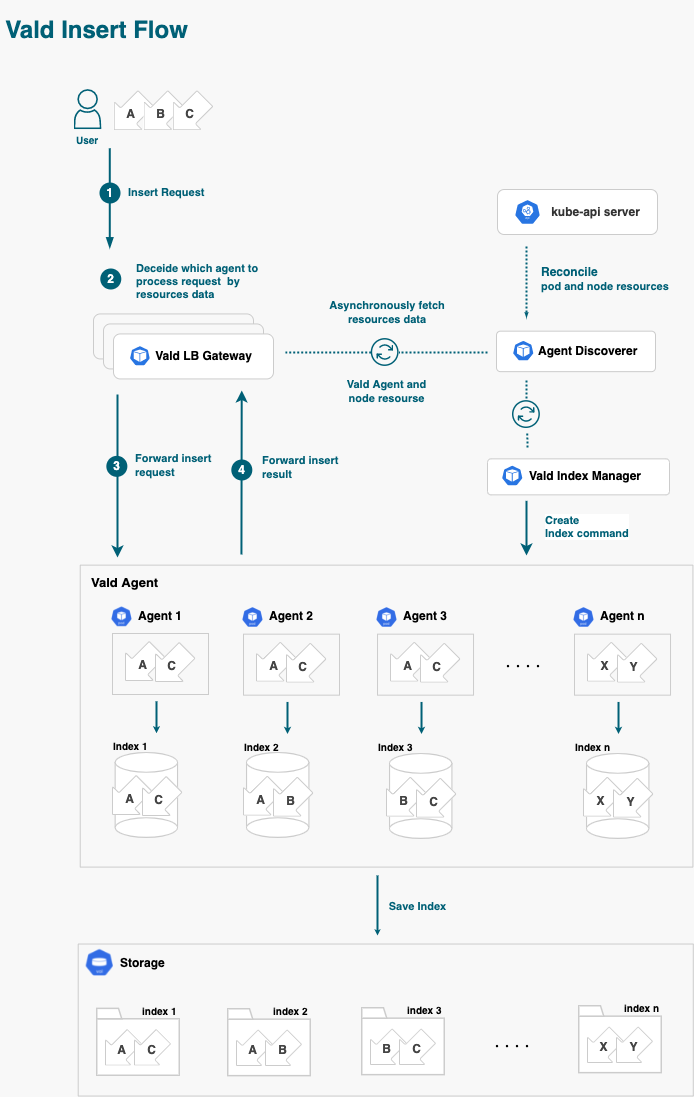 Vald Insert Flow
A B C
User
1 Insert Request
kube-api server
2 Deceide which agent to
process request by
resources data
Reconcile
pod and node resources
Asynchronously fetch
resources data
Vald LB Gateway
Agent Discoverer
Vald Agent and
node resourse
3 Forward insert
request
4 Forward insert
result
Vald Index Manager
Create
Index command
Vald Agent
Agent 1 Agent 2 Agent 3 Agent n
A C A C A C . . . . X Y
Index 1 Index 2 Index 3 Index n
A C A B B C X Y
Save Index
Storage
index 1 index 2 index 3 index n
A C A B B C . . . . X Y